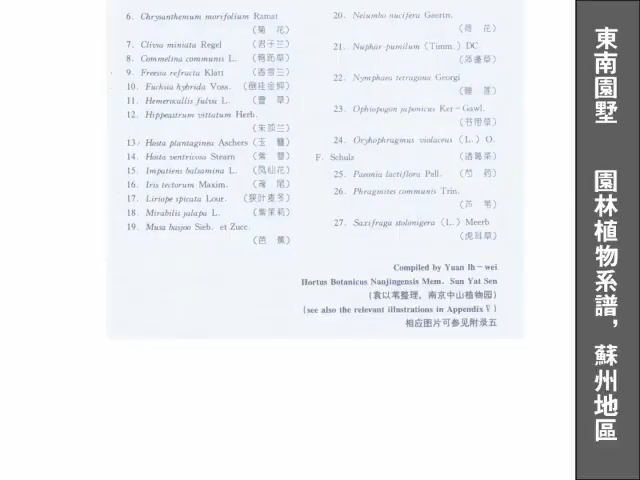 6. Chrysanthemum morifolium Ramat
(菊 花)
7. Clivia miniata Regel (君子兰)
8. Commelina communis L. (鸭跖草)
9. Freesia refracta Klatt (香雪兰)
10. Fuchsia hybrida Voss. (倒挂金钟)
11. Hemerocallis fulva L. (萱 草)
12. Hippeastrum vittatum Herb.
(朱顶兰)
13. Hosta plantaginea Aschers (玉 簪)
14. Hosta ventricosa Stearn (紫 萼)
15. Impatiens balsamina L. (凤仙花)
16. Iris tectorum Maxim. (鸢 尾)
17. Liriope spicata Lour. (狭叶麦冬)
18. Mirabilis jalapa L. (紫茉莉)
19. Musa basjoo Sieb. et Zucc.
(芭 蕉)
20. Nelumbo nucifera Gaertn.
(荷 花)
21. Nuphar pumilum (Timm.) DC
(萍蓬草)
22. Nymphaea tetragona Georgi
(睡 莲)
23. Ophiopogon japonicus Ker-Gawl.
(书带草)
24. Orychophragmus violaceus (L.) O.
F. Schulz (诸葛菜)
25. Paeonia lactiflora Pall. (芍 药)
26. Phragmites communis Trin.
(芦 苇)
27. Saxifraga stolonigera (L.) Meerb
(虎耳草)
Compiled by Yuan Ih-wei
Hortus Botanicus Nanjingensis Mem. Sun Yat Sen
(袁以苇整理, 南京中山植物园)
(see also the relevant illustrations in Appendix V)
相应图片可参见附录五
東南園墅 園林植物系譜,蘇州地區